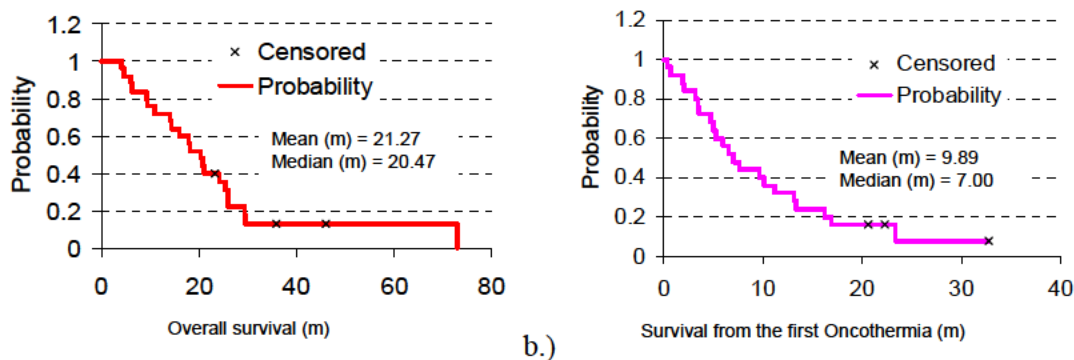 1.2
1
0.8
0.6
0.4
0.2
0
Probability
× Censored
Probability
Mean (m) = 21.27
Median (m) = 20.47
0 20 40 60 80
Overall survival (m)
b.)
1.2
1
0.8
0.6
0.4
0.2
0
Probability
× Censored
Probability
Mean (m) = 9.89
Median (m) = 7.00
0 10 20 30 40
Survival from the first Oncothermia (m)